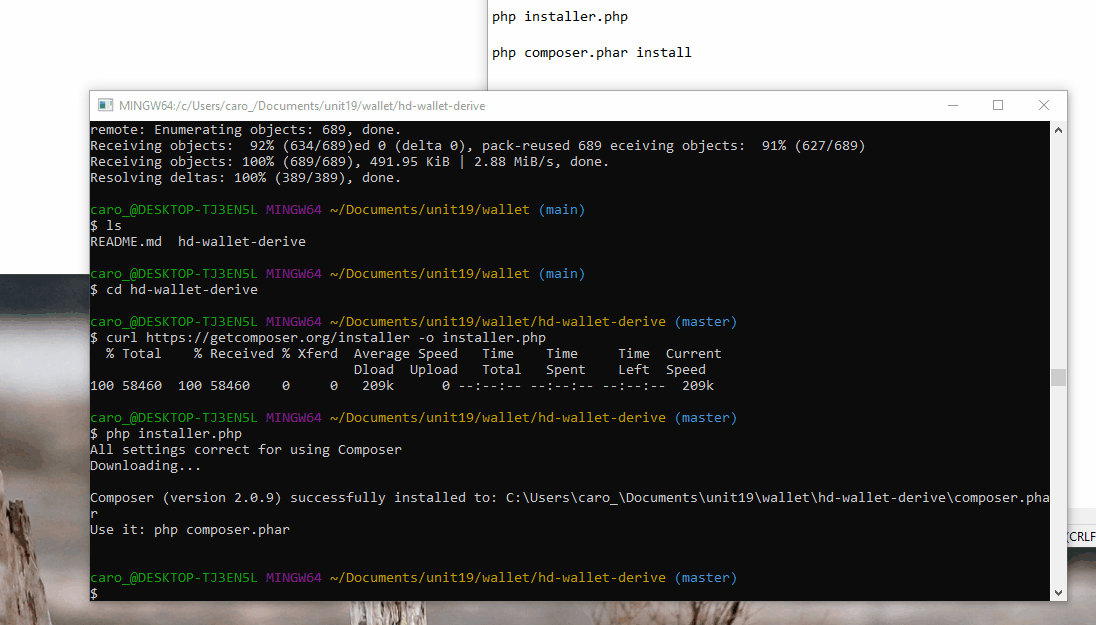 php installer.php
php composer.phar install
MINGW64:/c/Users/caro_/Documents/unit19/wallet/hd-wallet-derive
remote: Enumerating objects: 689, done.
Receiving objects:  92% (634/689)ed 0 (delta 0), pack-reused 689 eceiving objects:  91% (627/689)
Receiving objects: 100% (689/689), 491.95 KiB | 2.88 MiB/s, done.
Resolving deltas: 100% (389/389), done.
caro_@DESKTOP-TJ3EN5L MINGW64 ~/Documents/unit19/wallet (main)
$ ls
README.md  hd-wallet-derive
caro_@DESKTOP-TJ3EN5L MINGW64 ~/Documents/unit19/wallet (main)
$ cd hd-wallet-derive
caro_@DESKTOP-TJ3EN5L MINGW64 ~/Documents/unit19/wallet/hd-wallet-derive (master)
$ curl https://getcomposer.org/installer -o installer.php
  % Total    % Received % Xferd  Average Speed   Time    Time     Time  Current
                                 Dload  Upload   Total   Spent    Left  Speed
100 58460  100 58460    0     0   209k      0 --:--:-- --:--:-- --:--:--  209k
caro_@DESKTOP-TJ3EN5L MINGW64 ~/Documents/unit19/wallet/hd-wallet-derive (master)
$ php installer.php
All settings correct for using Composer
Downloading...
Composer (version 2.0.9) successfully installed to: C:\Users\caro_\Documents\unit19\wallet\hd-wallet-derive\composer.pha
r
Use it: php composer.phar
(CRLF
caro_@DESKTOP-TJ3EN5L MINGW64 ~/Documents/unit19/wallet/hd-wallet-derive (master)
$